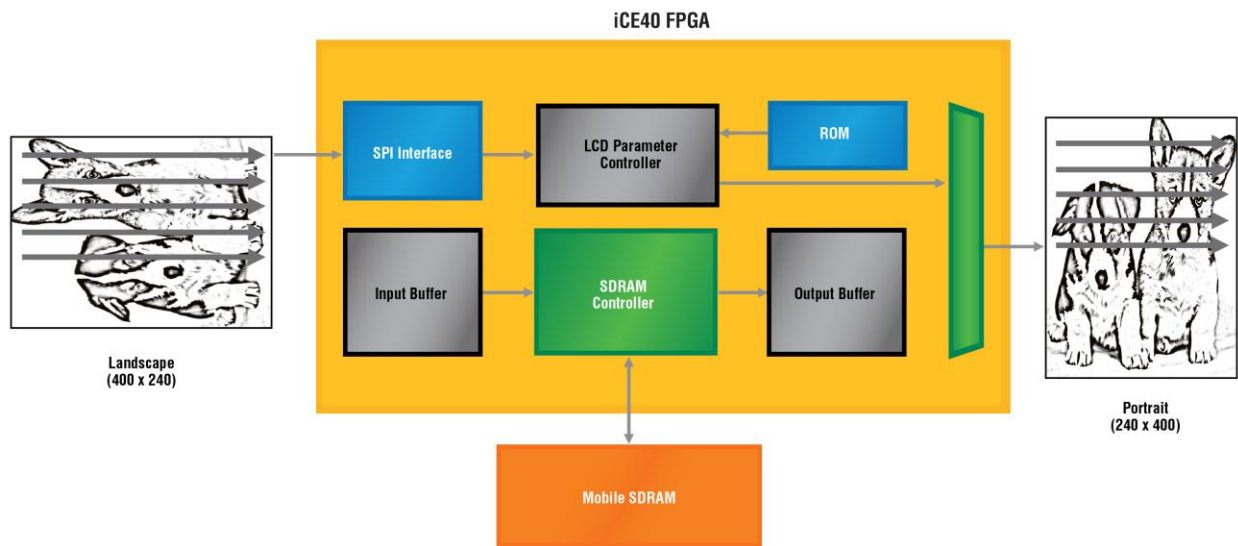 iCE40 FPGA
SPI Interface
LCD Parameter
Controller
ROM
Input Buffer
SDRAM
Controller
Output Buffer
Landscape
(400 x 240)
Portrait
(240 x 400)
Mobile SDRAM